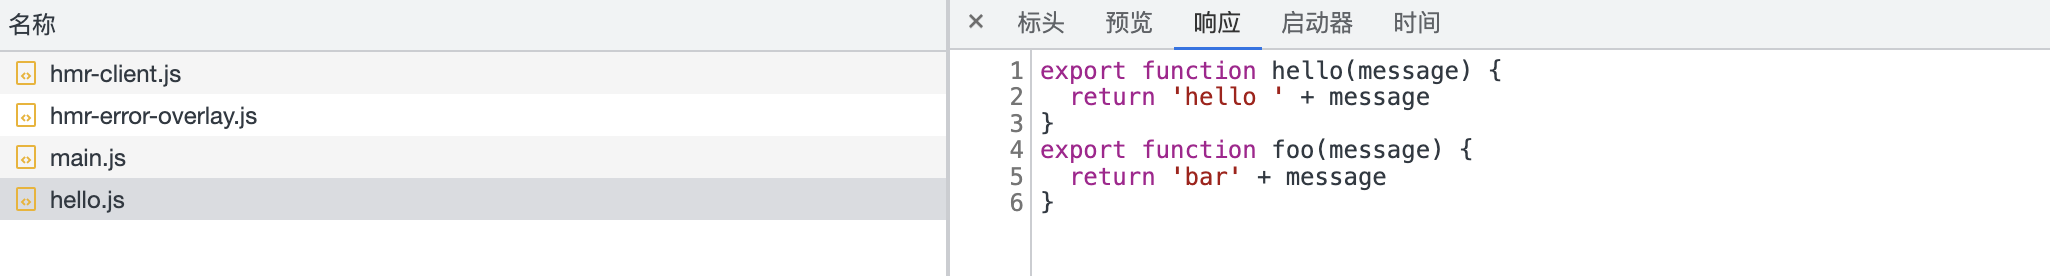 名称
hmr-client.js
hmr-error-overlay.js
main.js
hello.js
× 标头 预览 响应 启动器 时间
1 export function hello(message) {
2   return 'hello ' + message
3 }
4 export function foo(message) {
5   return 'bar' + message
6 }